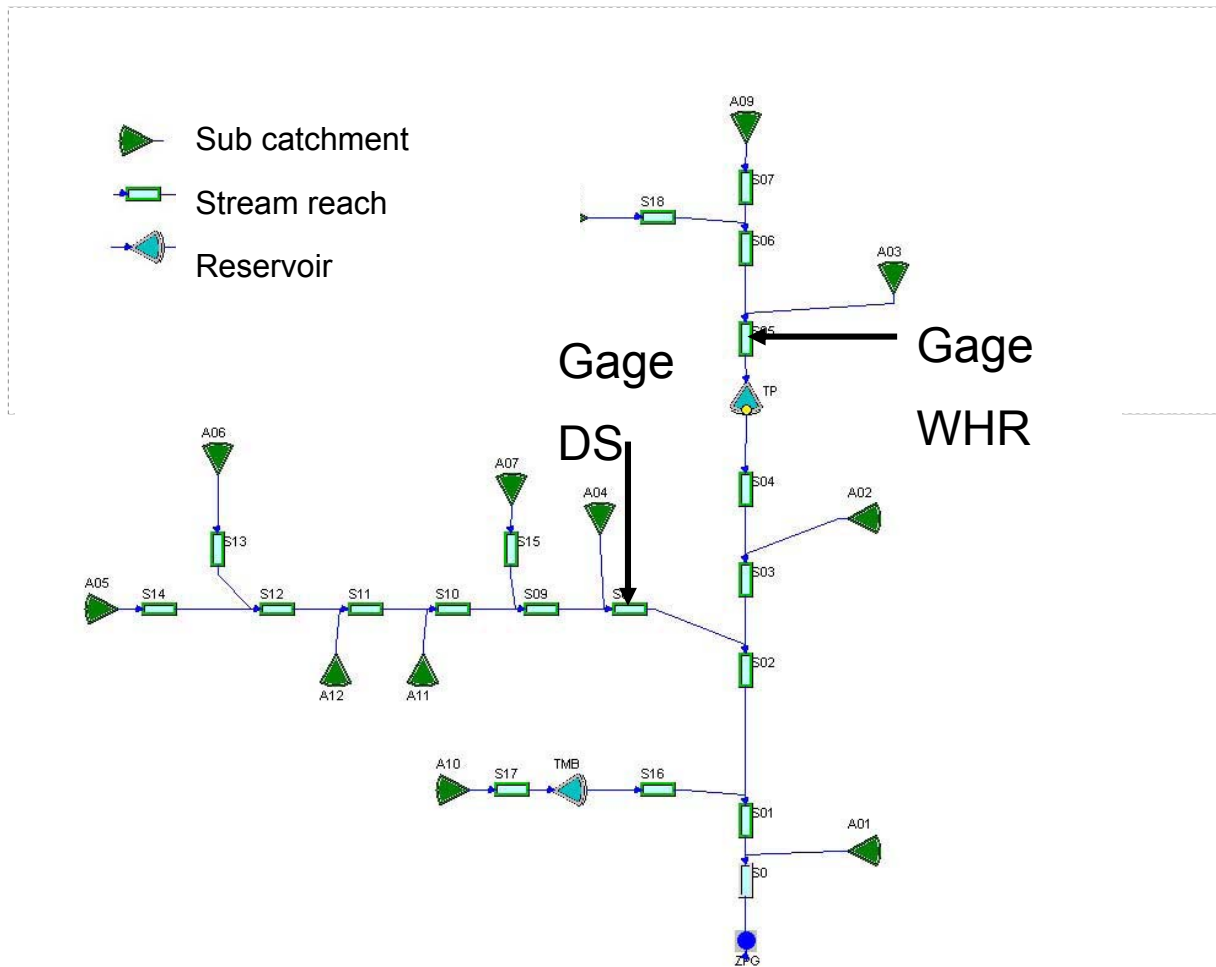 Sub catchment
Stream reach
Reservoir
A09
S07
S18
S06
A03
Gage
WHR
Gage
DS
TP
A06
A07
A04
S04
A02
S13
S15
S03
A05
S14
S12
S11
S10
S09
S02
A12
A11
A10
S17
TMB
S16
S01
A01
S0